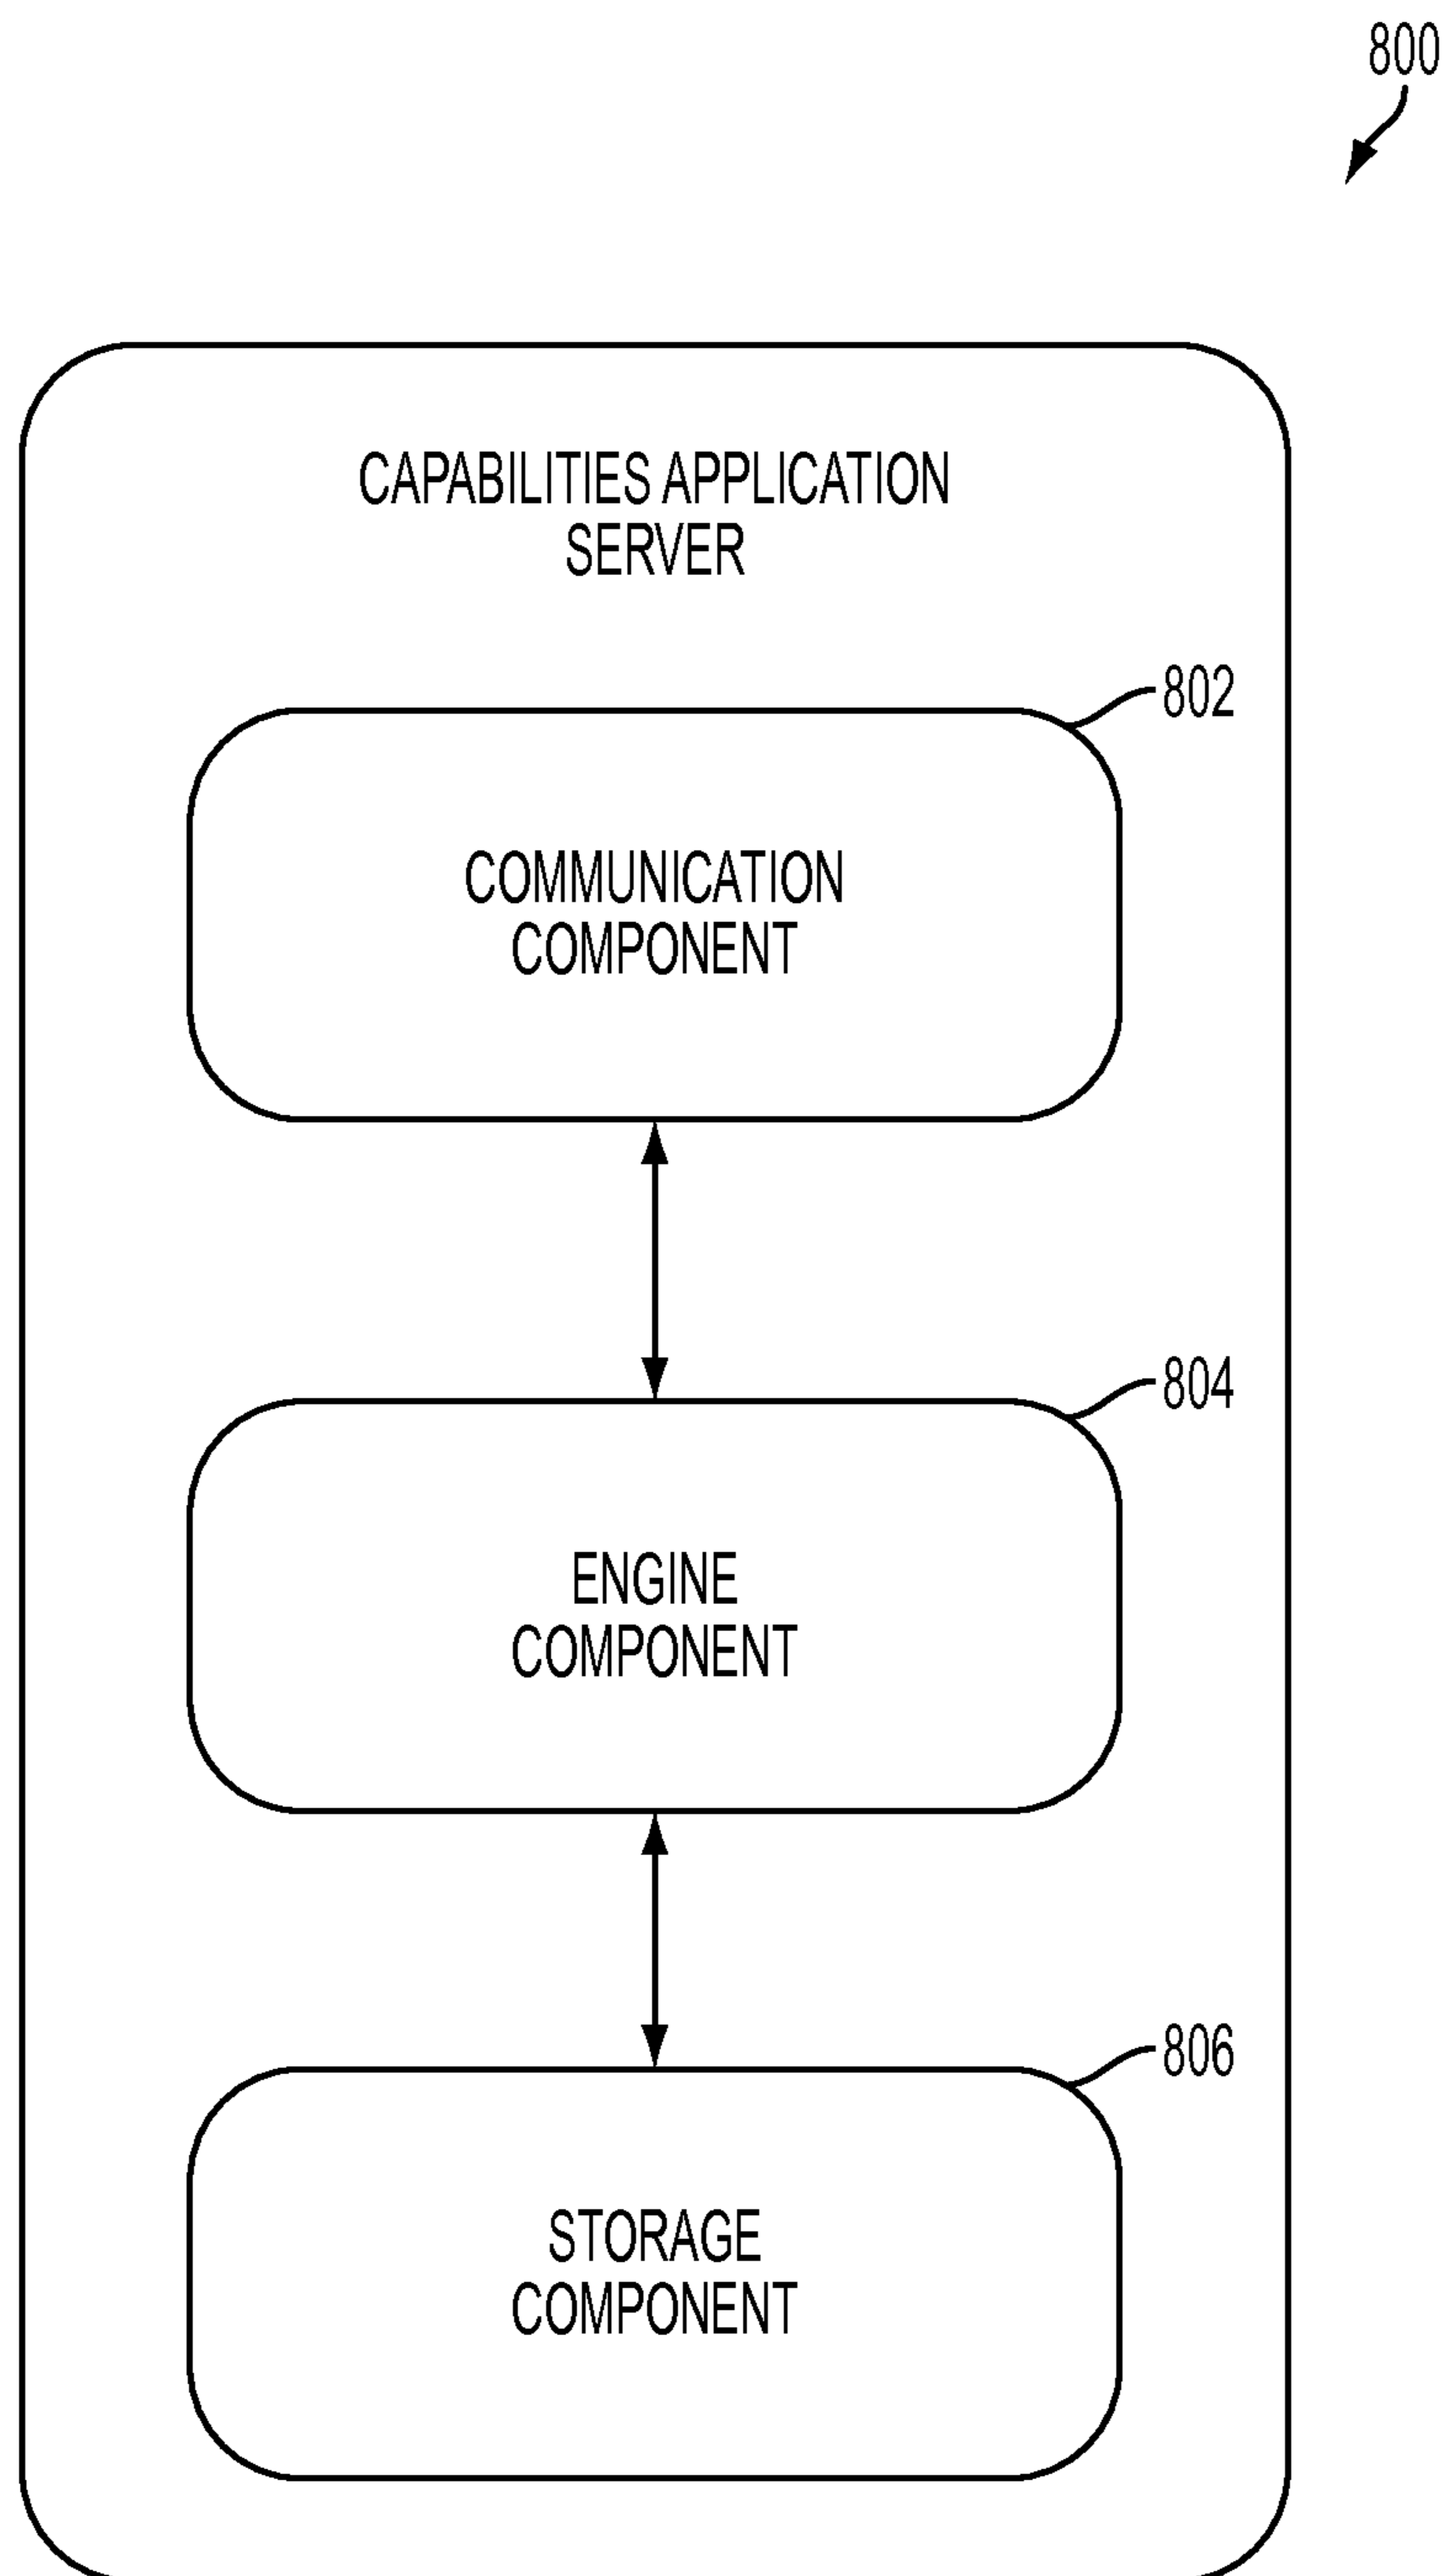 800
CAPABILITIES APPLICATION
SERVER
802
COMMUNICATION
COMPONENT
804
ENGINE
COMPONENT
806
STORAGE
COMPONENT